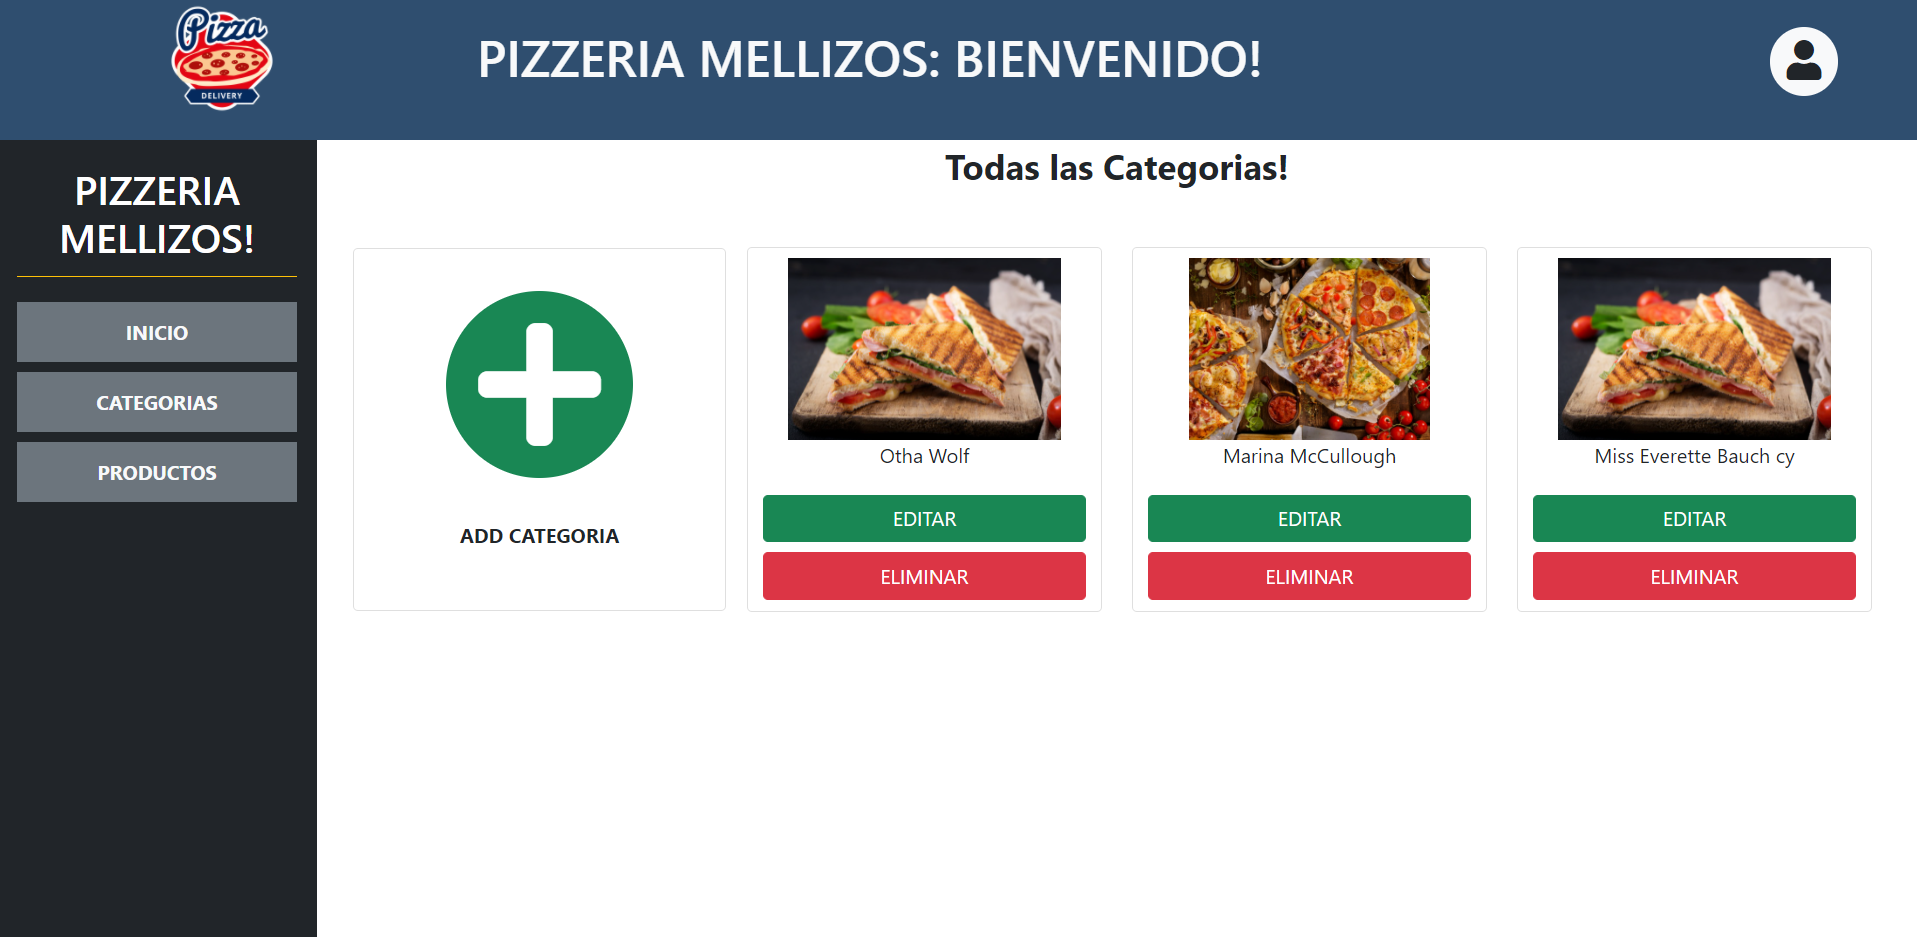 Pizza
DELIVERY
PIZZERIA MELLIZOS: BIENVENIDO!
PIZZERIA
MELLIZOS!
INICIO
CATEGORIAS
PRODUCTOS
Todas las Categorias!
ADD CATEGORIA
Otha Wolf
EDITAR
ELIMINAR
Marina McCullough
EDITAR
ELIMINAR
Miss Everette Bauch cy
EDITAR
ELIMINAR